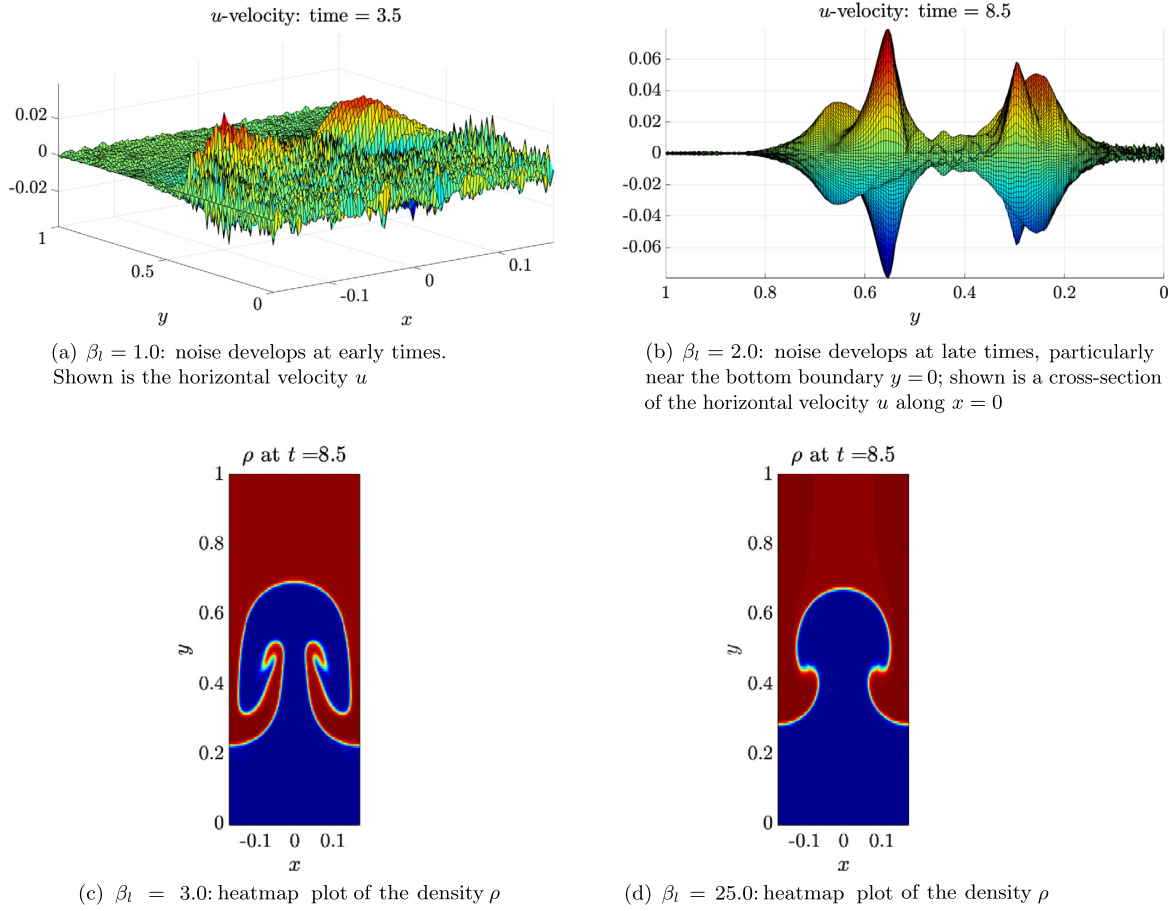 u-velocity: time = 3.5
0.02
0
-0.02
1
0.5
0
-0.1
0
0.1
y
x
(a) βl = 1.0: noise develops at early times.
Shown is the horizontal velocity u
u-velocity: time = 8.5
0.06
0.04
0.02
0
-0.02
-0.04
-0.06
1
0.8
0.6
0.4
0.2
0
y
(b) βl = 2.0: noise develops at late times, particularly
near the bottom boundary y = 0; shown is a cross-section
of the horizontal velocity u along x = 0
ρ at t =8.5
1
0.8
0.6
0.4
0.2
0
y
-0.1 0 0.1
x
(c) βl = 3.0: heatmap plot of the density ρ
ρ at t =8.5
1
0.8
0.6
0.4
0.2
0
y
-0.1 0 0.1
x
(d) βl = 25.0: heatmap plot of the density ρ